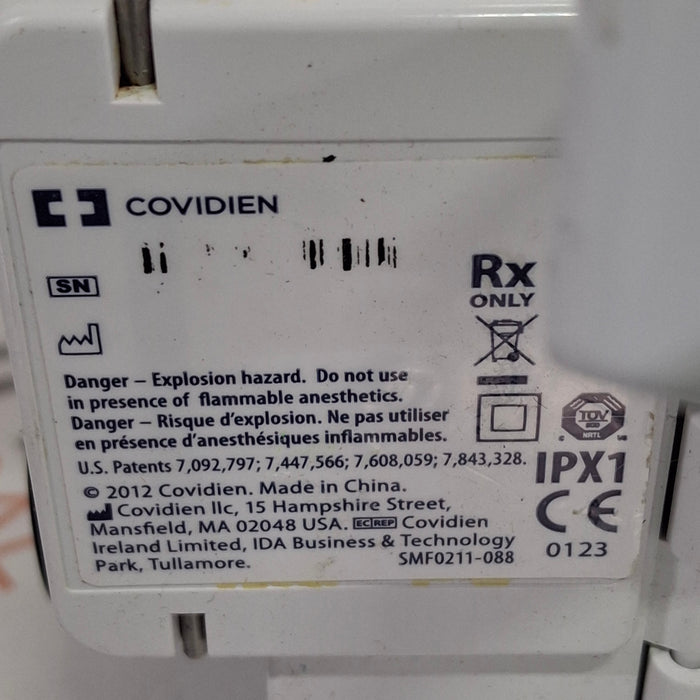 COVIDIEN
SN
Rx
ONLY
Danger – Explosion hazard. Do not use
in presence of flammable anesthetics.
Danger – Risque d'explosion. Ne pas utiliser
en présence d'anesthésiques inflammables.
U.S. Patents 7,092,797; 7,447,566; 7,608,059; 7,843,328.
© 2012 Covidien. Made in China.
Covidien llc, 15 Hampshire Street,
Mansfield, MA 02048 USA. EC REP Covidien
Ireland Limited, IDA Business & Technology
Park, Tullamore.
SMF0211-088
TUV
NRTL
IPX1
CE
0123